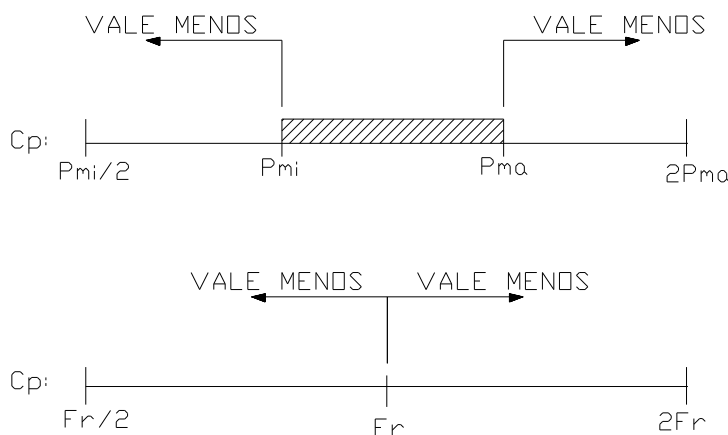 VALE MENOS VALE MENOS
Cp:
Pmi/2 Pmi Pma 2Pma
VALE MENOS VALE MENOS
Cp:
Fr/2 Fr 2Fr